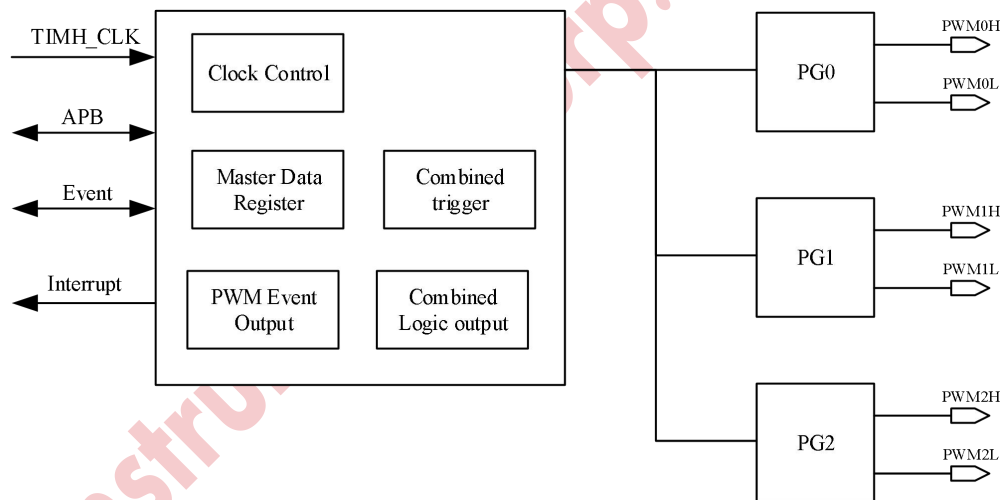 TIMH_CLK
APB
Event
Interrupt
Clock Control
Master Data
Register
Combined
trigger
PWM Event
Output
Combined
Logic output
PG0
PWM0H
PWM0L
PG1
PWM1H
PWM1L
PG2
PWM2H
PWM2L